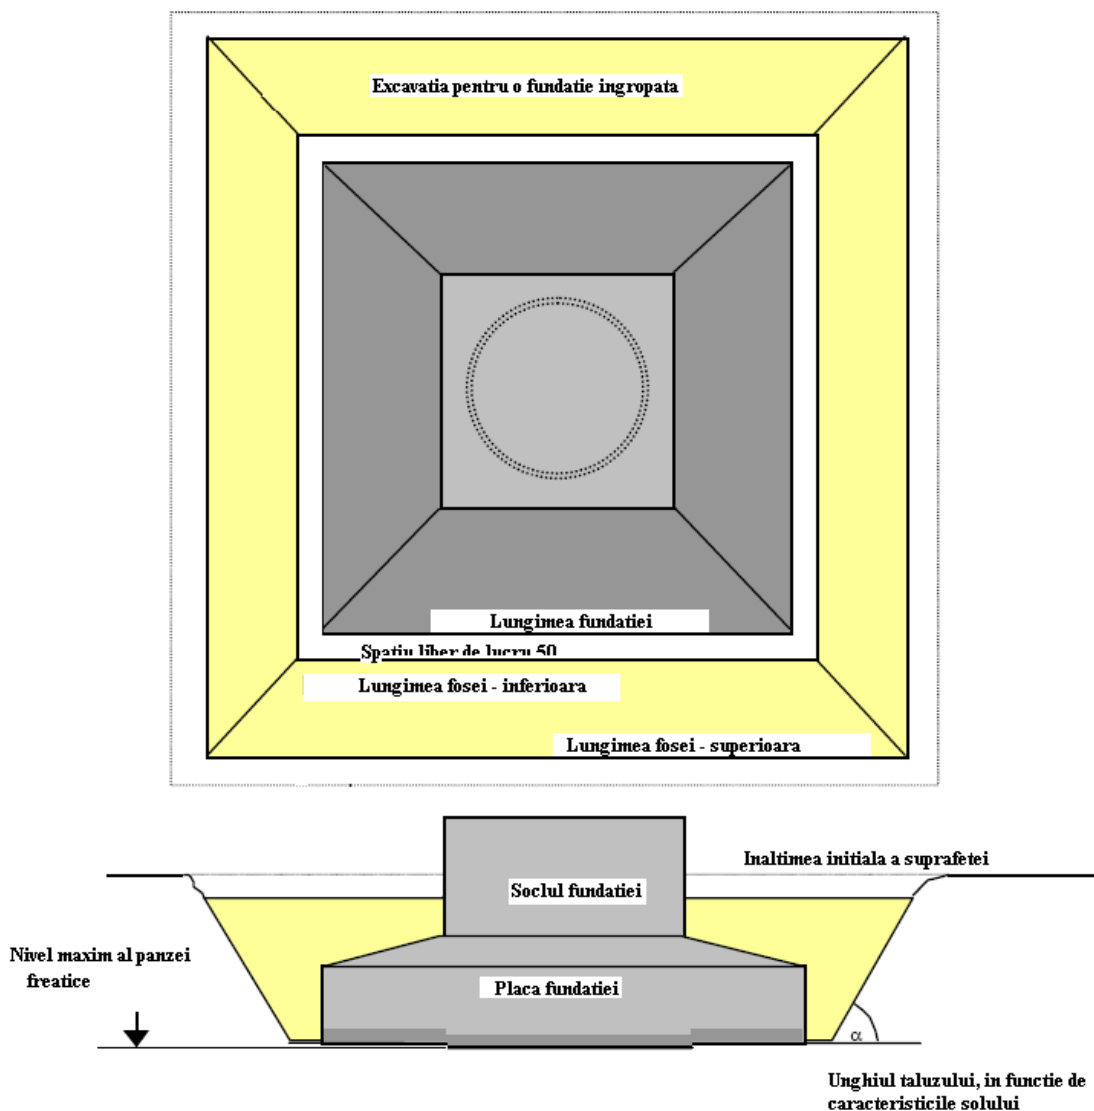 Excavatia pentru o fundatie ingropata
Lungimea fundatiei
Spatiu liber de lucru 50
Lungimea fosei - inferioara
Lungimea fosei - superioara
Inaltimea initiala a suprafetei
Soclul fundatiei
Nivel maxim al panzei
freatice
Placa fundatiei
α
Unghiul taluzului, in functie de
caracteristicile solului